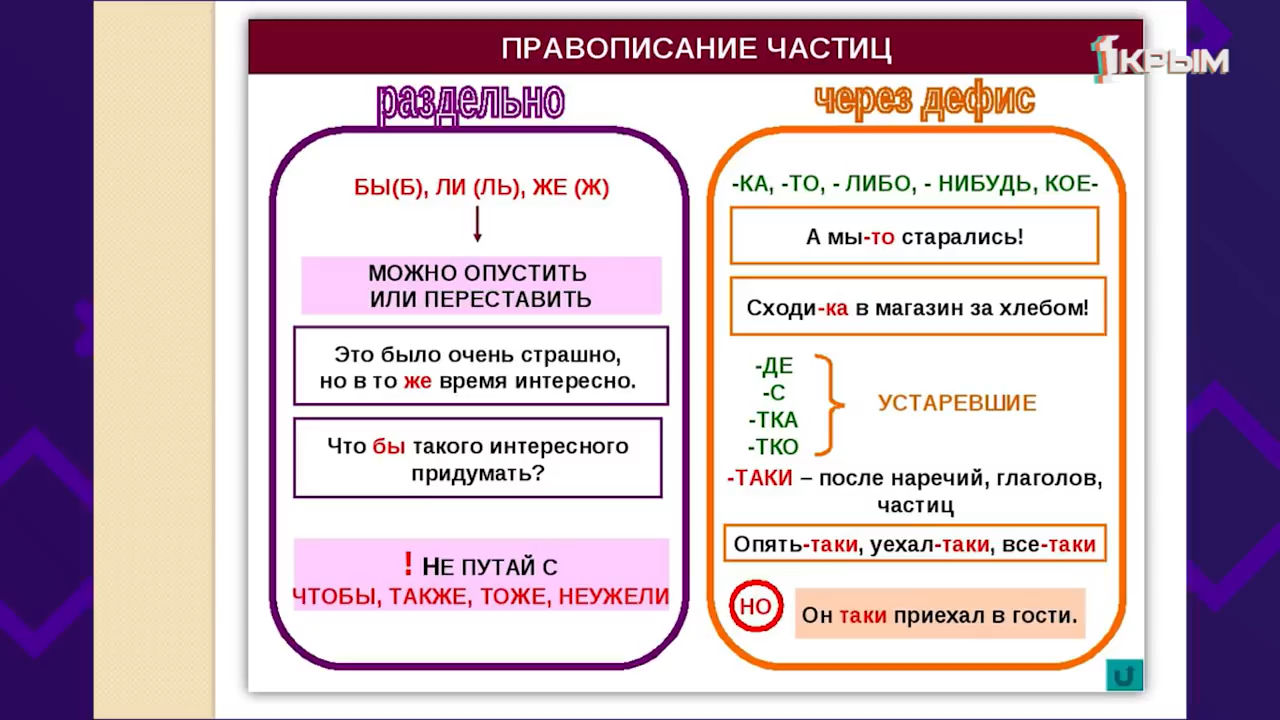 ПРАВОПИСАНИЕ ЧАСТИЦ
1КРЫМ
раздельно
БЫ(Б), ЛИ (ЛЬ), ЖЕ (Ж)
МОЖНО ОПУСТИТЬ
ИЛИ ПЕРЕСТАВИТЬ
Это было очень страшно,
но в то же время интересно.
Что бы такого интересного
придумать?
! НЕ ПУТАЙ С
ЧТОБЫ, ТАКЖЕ, ТОЖЕ, НЕУЖЕЛИ
через дефис
-КА, -ТО, - ЛИБО, - НИБУДЬ, КОЕ-
А мы-то старались!
Сходи-ка в магазин за хлебом!
-ДЕ
-С
-ТКА
-ТКО
УСТАРЕВШИЕ
-ТАКИ – после наречий, глаголов,
частиц
Опять-таки, уехал-таки, все-таки
НО
Он таки приехал в гости.